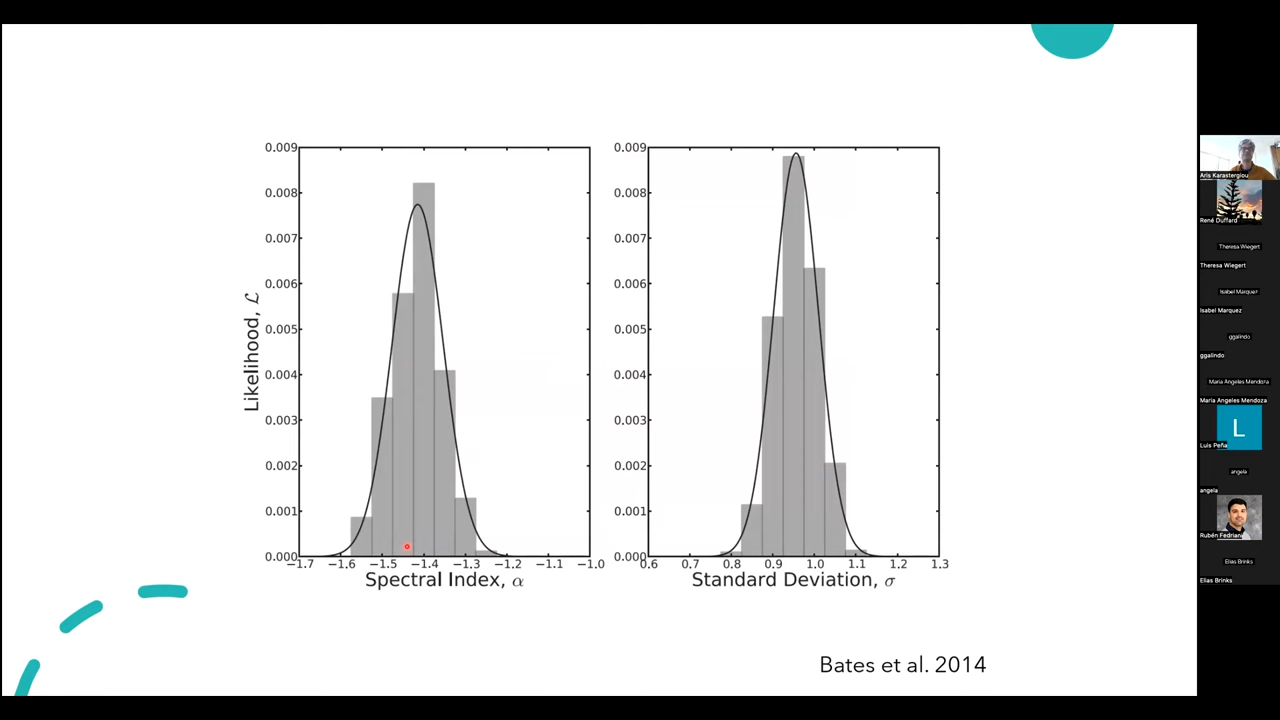 0.009
0.008
0.007
0.006
0.005
0.004
0.003
0.002
0.001
0.000
Likelihood, ℒ
−1.7 −1.6 −1.5 −1.4 −1.3 −1.2 −1.1 −1.0
Spectral Index, α
0.009
0.008
0.007
0.006
0.005
0.004
0.003
0.002
0.001
0.000
0.6 0.7 0.8 0.9 1.0 1.1 1.2 1.3
Standard Deviation, σ
Bates et al. 2014
Aris Karastergiou
René Duffard
Theresa Wiegert
Theresa Wiegert
Isabel Marquez
Isabel Marquez
ggalindo
ggalindo
Maria Angeles Mendoza
Maria Angeles Mendoza
L
Luis Peña
angela
angela
Rubén Fedriani
Elias Brinks
Elias Brinks